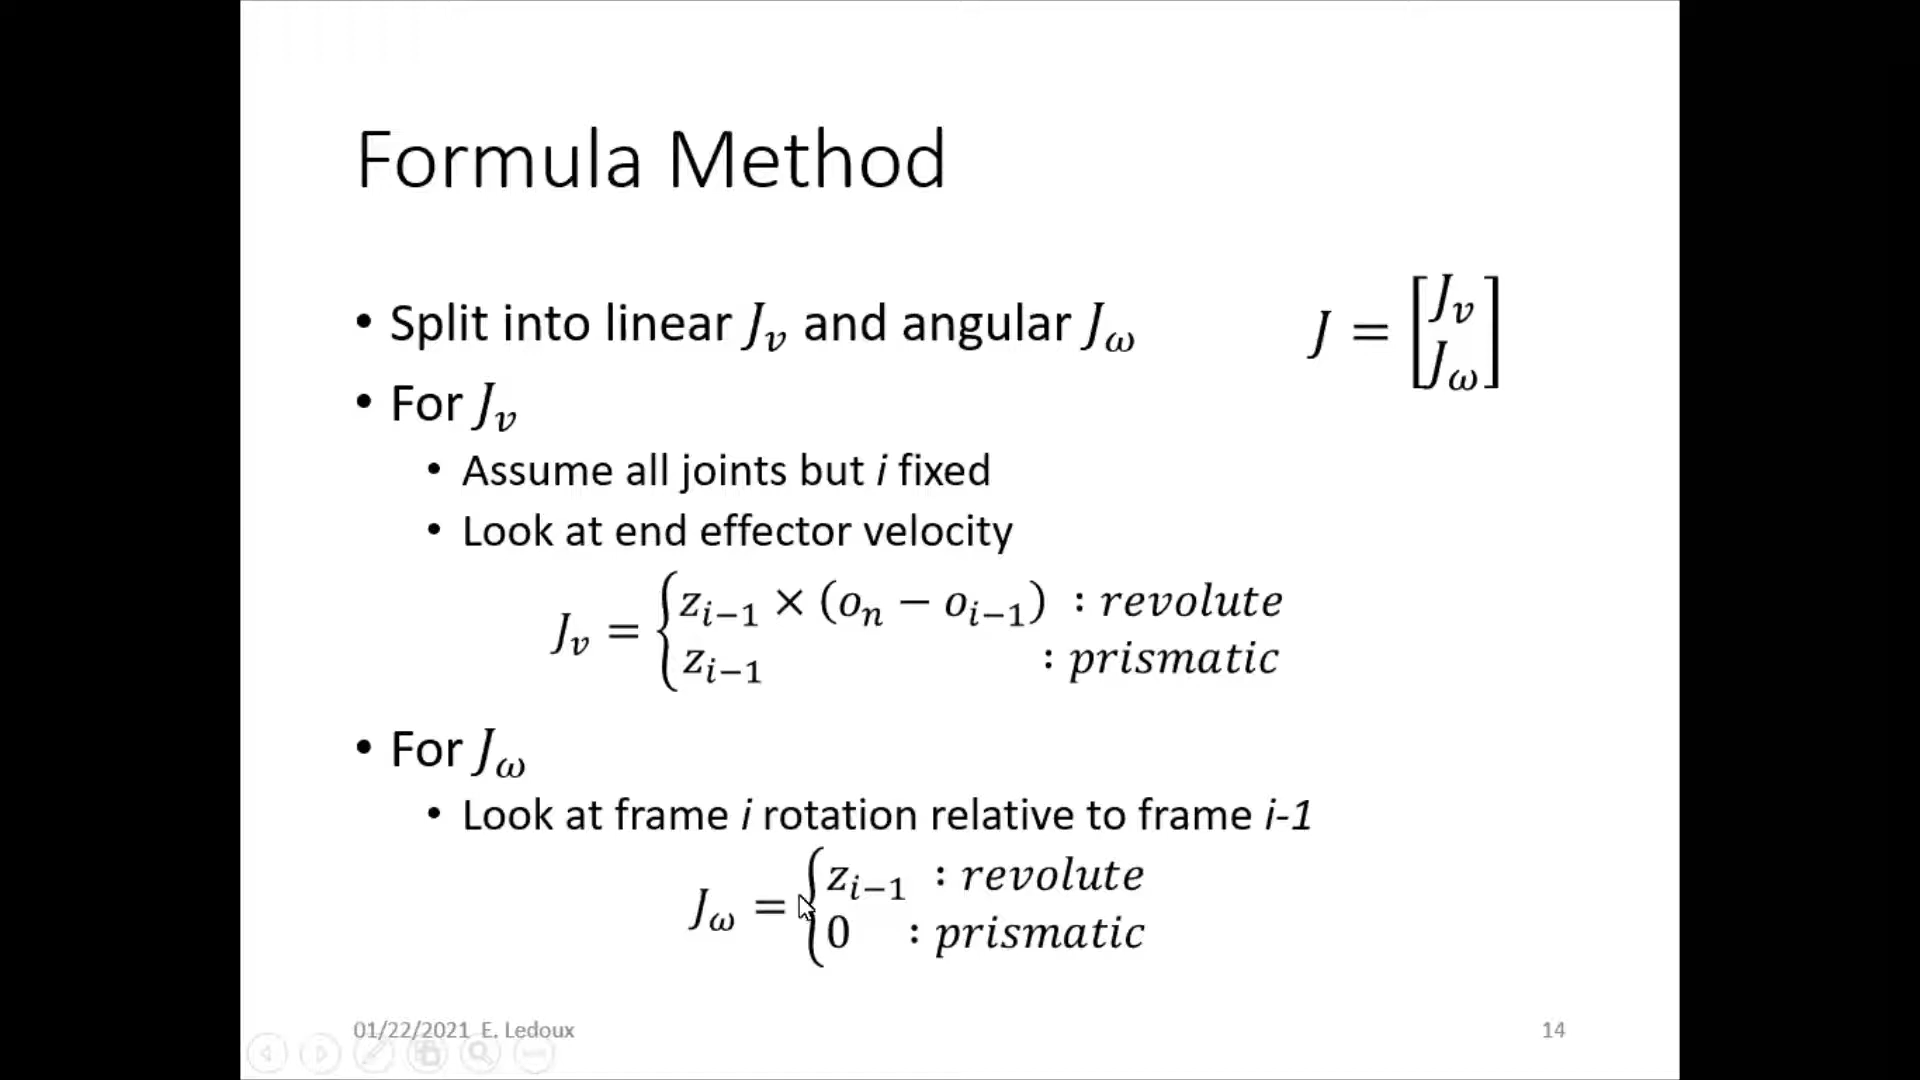 Formula Method
• Split into linear J_v and angular J_ω
J = [J_v J_ω]
• For J_v
• Assume all joints but i fixed
• Look at end effector velocity
J_v = { z_{i−1} × (o_n − o_{i−1}) : revolute
z_{i−1} : prismatic
• For J_ω
• Look at frame i rotation relative to frame i-1
J_ω = { z_{i−1} : revolute
0 : prismatic
01/22/2021 E. Ledoux
14